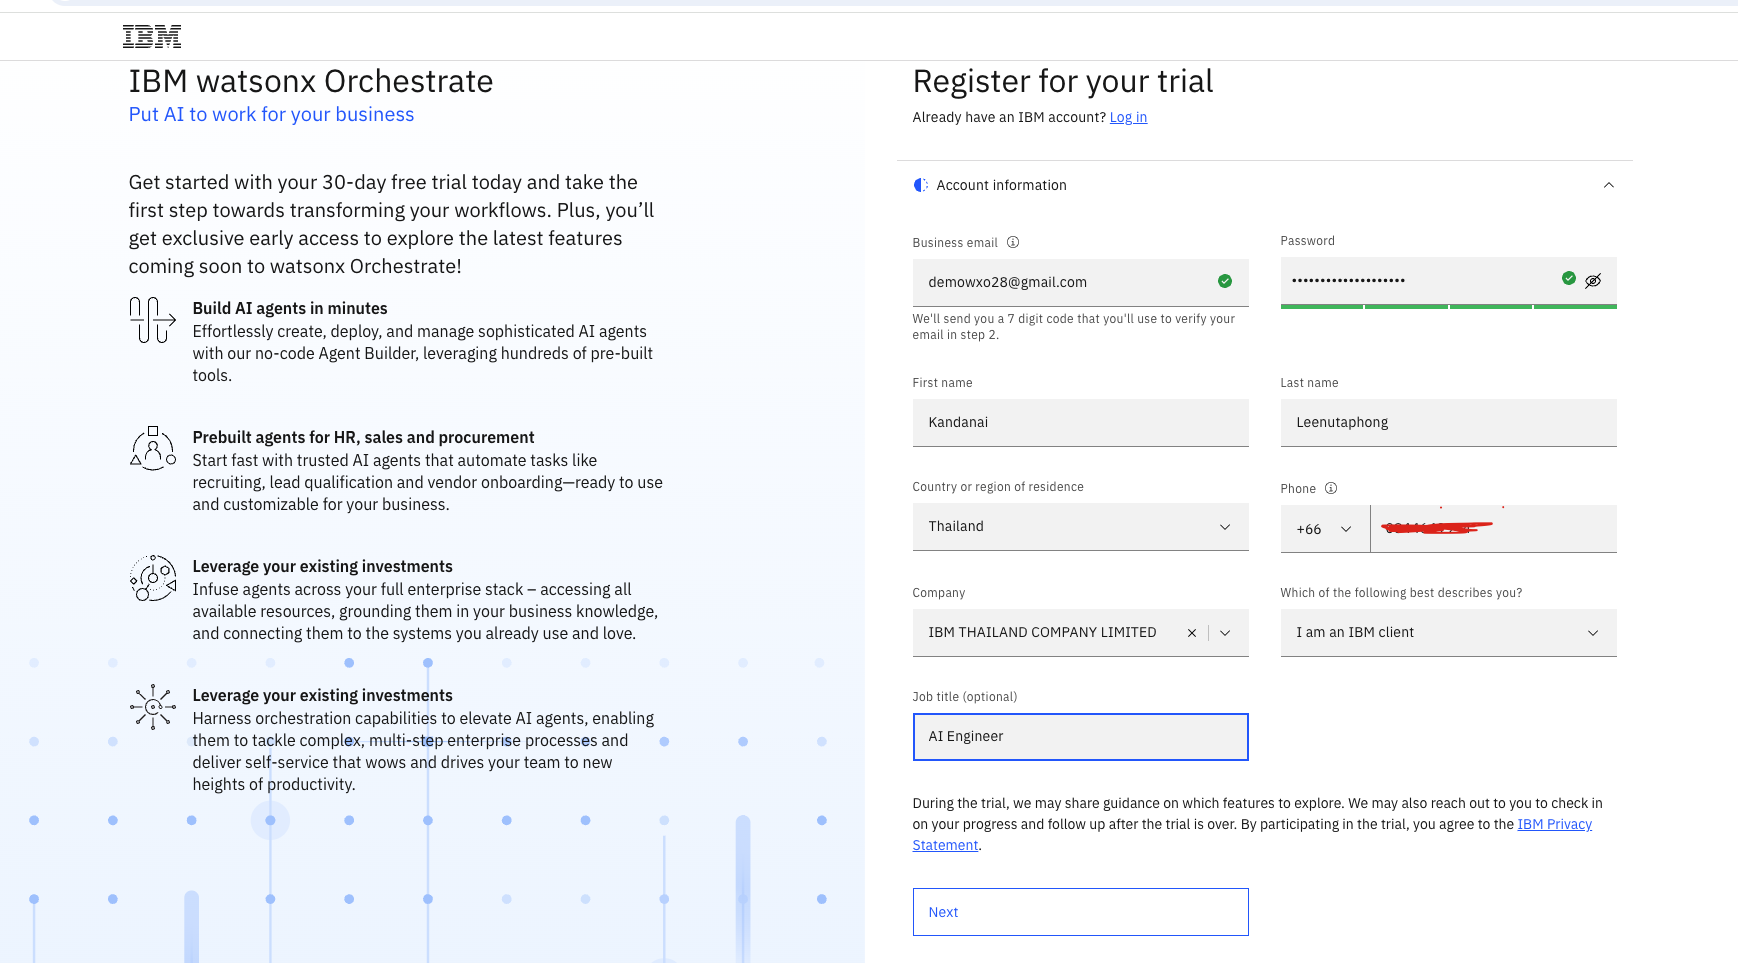 IBM
IBM watsonx Orchestrate
Put AI to work for your business
Get started with your 30-day free trial today and take the
first step towards transforming your workflows. Plus, you’ll
get exclusive early access to explore the latest features
coming soon to watsonx Orchestrate!
Build AI agents in minutes
Effortlessly create, deploy, and manage sophisticated AI agents
with our no-code Agent Builder, leveraging hundreds of pre-built
tools.
Prebuilt agents for HR, sales and procurement
Start fast with trusted AI agents that automate tasks like
recruiting, lead qualification and vendor onboarding—ready to use
and customizable for your business.
Leverage your existing investments
Infuse agents across your full enterprise stack – accessing all
available resources, grounding them in your business knowledge,
and connecting them to the systems you already use and love.
Leverage your existing investments
Harness orchestration capabilities to elevate AI agents, enabling
them to tackle complex, multi-step enterprise processes and
deliver self-service that wows and drives your team to new
heights of productivity.
Register for your trial
Already have an IBM account? Log in
Account information
Business email
demowxo28@gmail.com
We'll send you a 7 digit code that you'll use to verify your
email in step 2.
Password
••••••••••••••••••••
First name
Kandanai
Last name
Leenutaphong
Country or region of residence
Thailand
Phone
+66
Company
IBM THAILAND COMPANY LIMITED
Which of the following best describes you?
I am an IBM client
Job title (optional)
AI Engineer
During the trial, we may share guidance on which features to explore. We may also reach out to you to check in
on your progress and follow up after the trial is over. By participating in the trial, you agree to the IBM Privacy
Statement.
Next